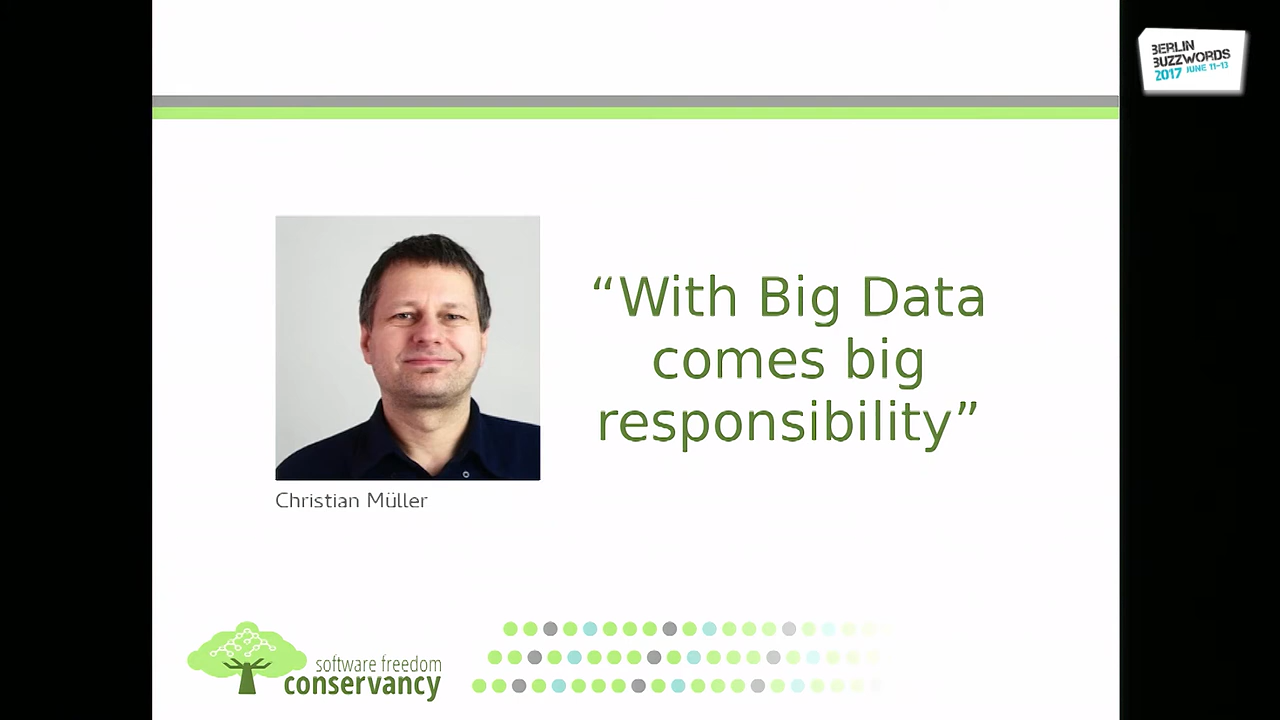 BERLIN
BUZZWORDS
2017 JUNE 11-13
“With Big Data
comes big
responsibility”
Christian Müller
software freedom
conservancy